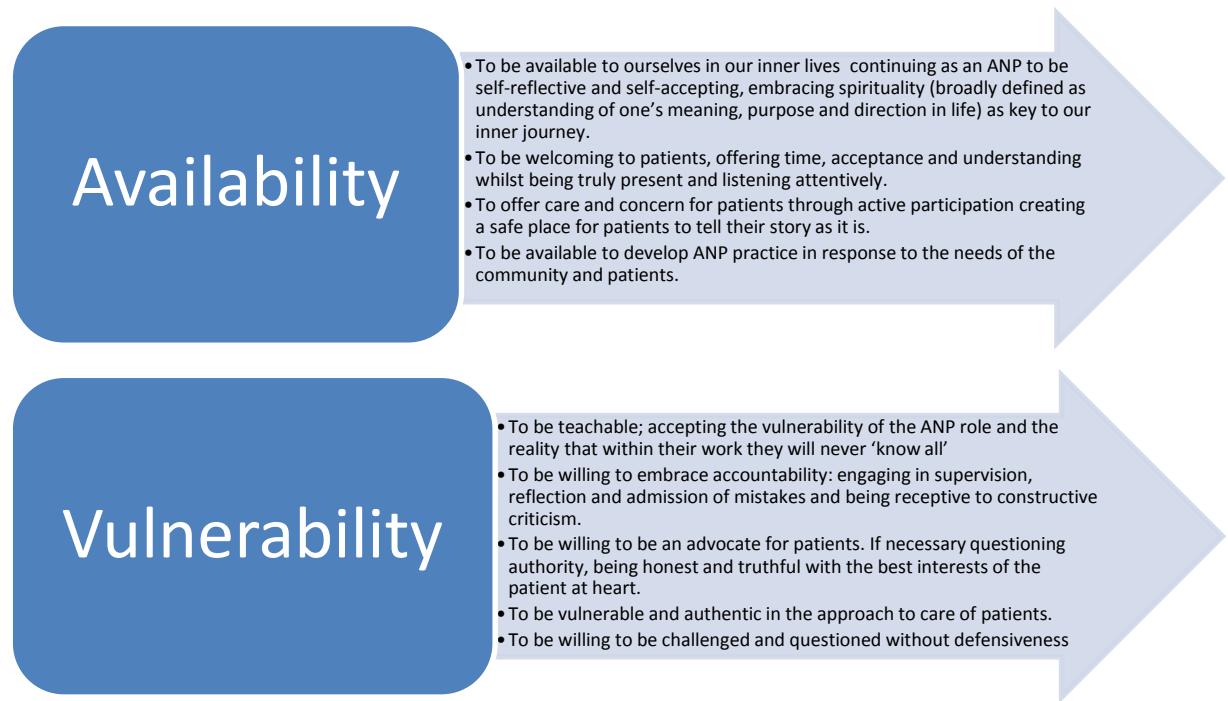 Availability
•To be available to ourselves in our inner lives  continuing as an ANP to be
self-reflective and self-accepting, embracing spirituality (broadly defined as
understanding of one’s meaning, purpose and direction in life) as key to our
inner journey.
•To be welcoming to patients, offering time, acceptance and understanding
whilst being truly present and listening attentively.
•To offer care and concern for patients through active participation creating
a safe place for patients to tell their story as it is.
•To be available to develop ANP practice in response to the needs of the
community and patients.
Vulnerability
•To be teachable; accepting the vulnerability of the ANP role and the
reality that within their work they will never ‘know all’
•To be willing to embrace accountability: engaging in supervision,
reflection and admission of mistakes and being receptive to constructive
criticism.
•To be willing to be an advocate for patients. If necessary questioning
authority, being honest and truthful with the best interests of the
patient at heart.
•To be vulnerable and authentic in the approach to care of patients.
•To be willing to be challenged and questioned without defensiveness